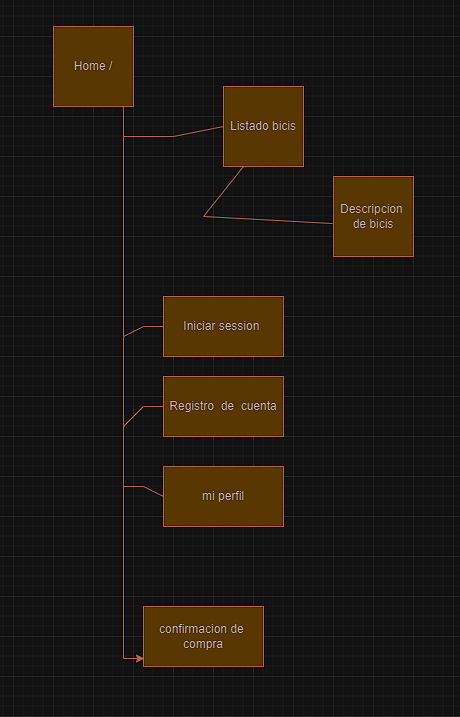 Home /
Listado bicis
Descripcion
de bicis
Iniciar session
Registro de cuenta
mi perfil
confirmacion de
compra